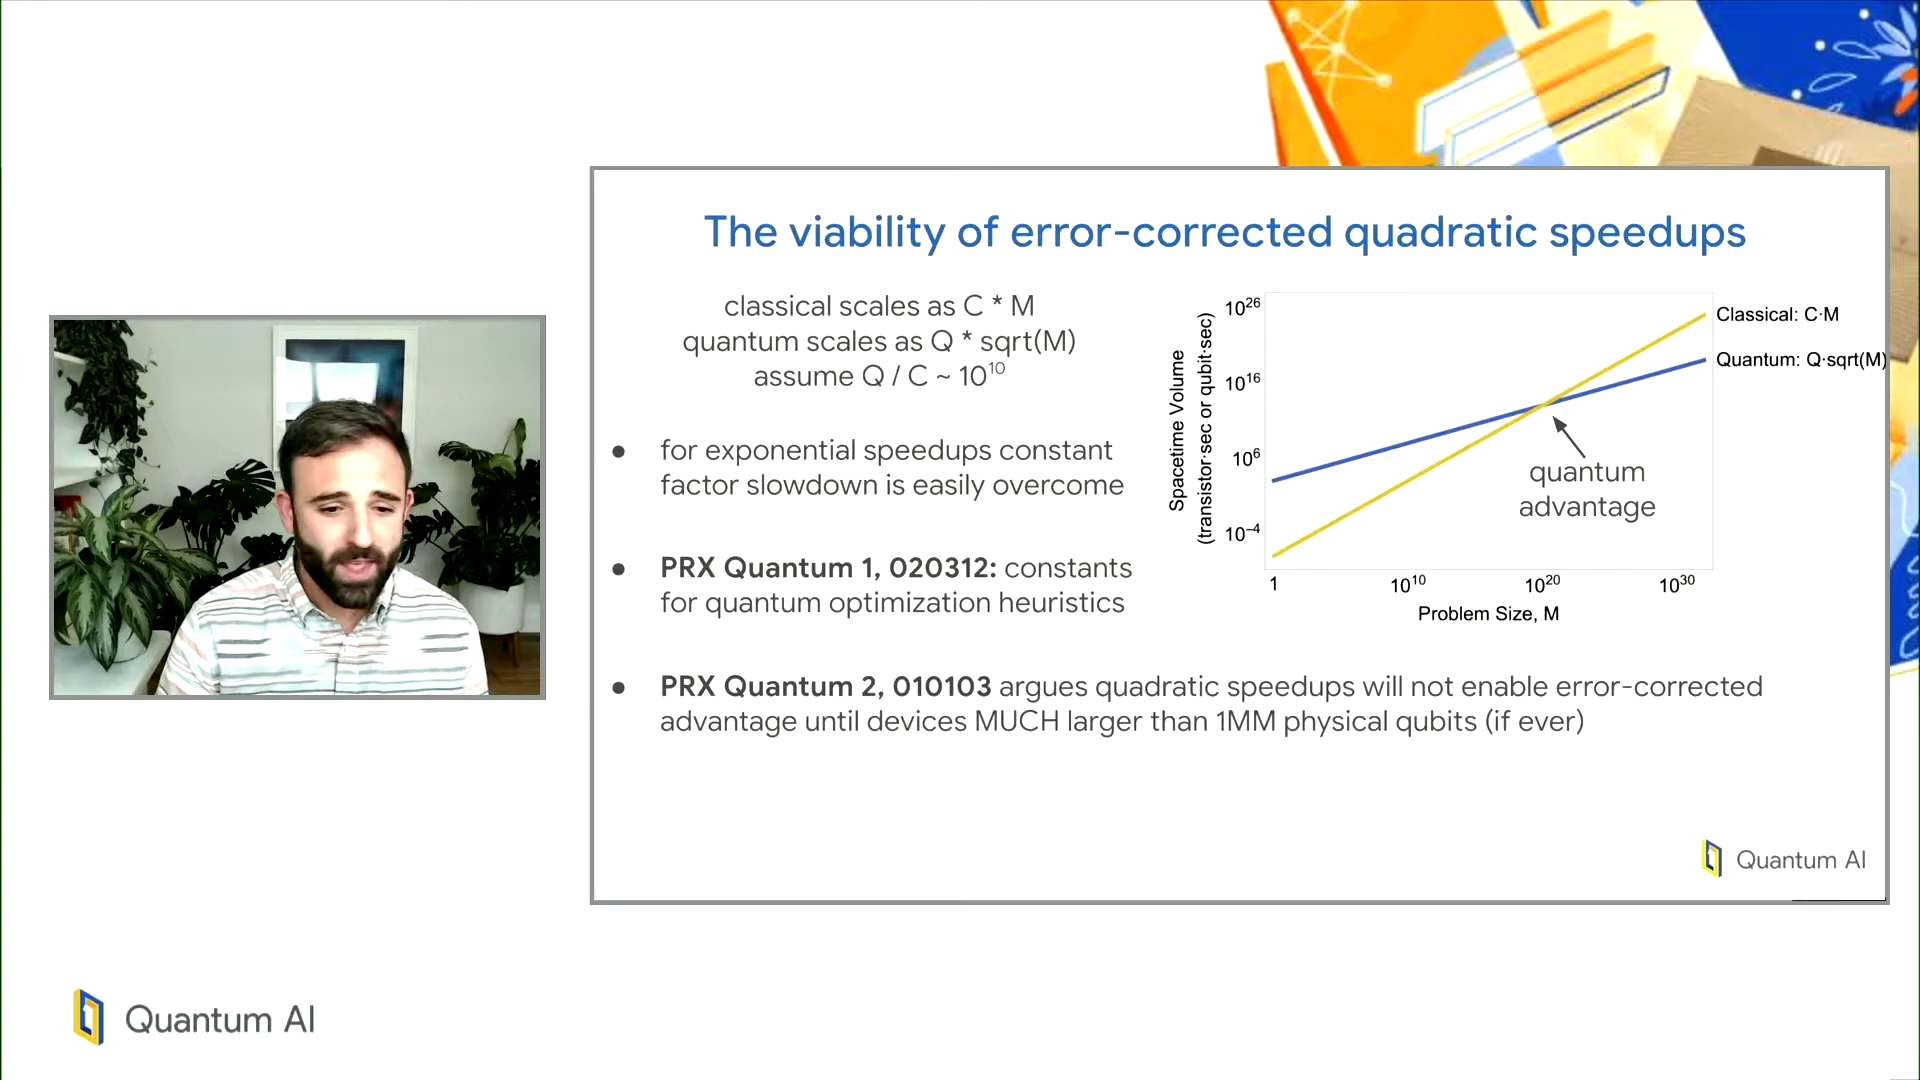 The viability of error-corrected quadratic speedups
classical scales as C * M
quantum scales as Q * sqrt(M)
assume Q / C ~ 10¹⁰
● for exponential speedups constant
factor slowdown is easily overcome
● PRX Quantum 1, 020312: constants
for quantum optimization heuristics
● PRX Quantum 2, 010103 argues quadratic speedups will not enable error-corrected
advantage until devices MUCH larger than 1MM physical qubits (if ever)
Spacetime Volume
(transistor·sec or qubit·sec)
10²⁶
10¹⁶
10⁶
10⁻⁴
Classical: C·M
Quantum: Q·sqrt(M)
quantum
advantage
1 10¹⁰ 10²⁰ 10³⁰
Problem Size, M
Quantum AI
Quantum AI